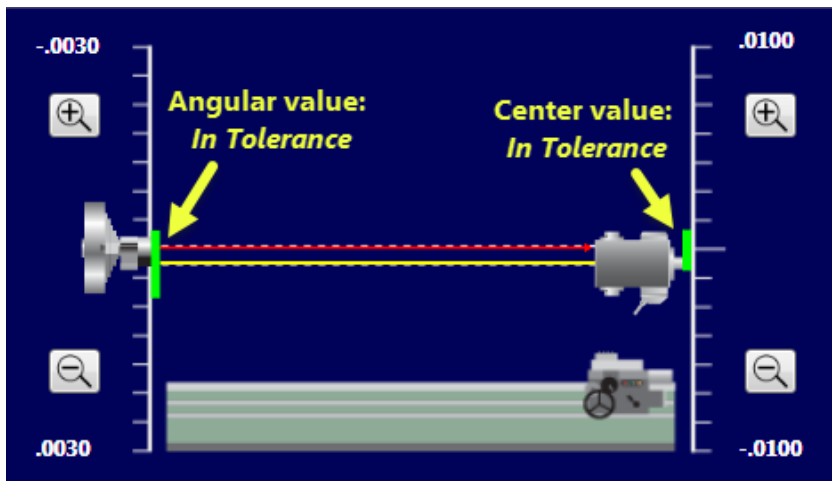 -.0030
.0100
Angular value:
In Tolerance
Center value:
In Tolerance
.0030
-.0100